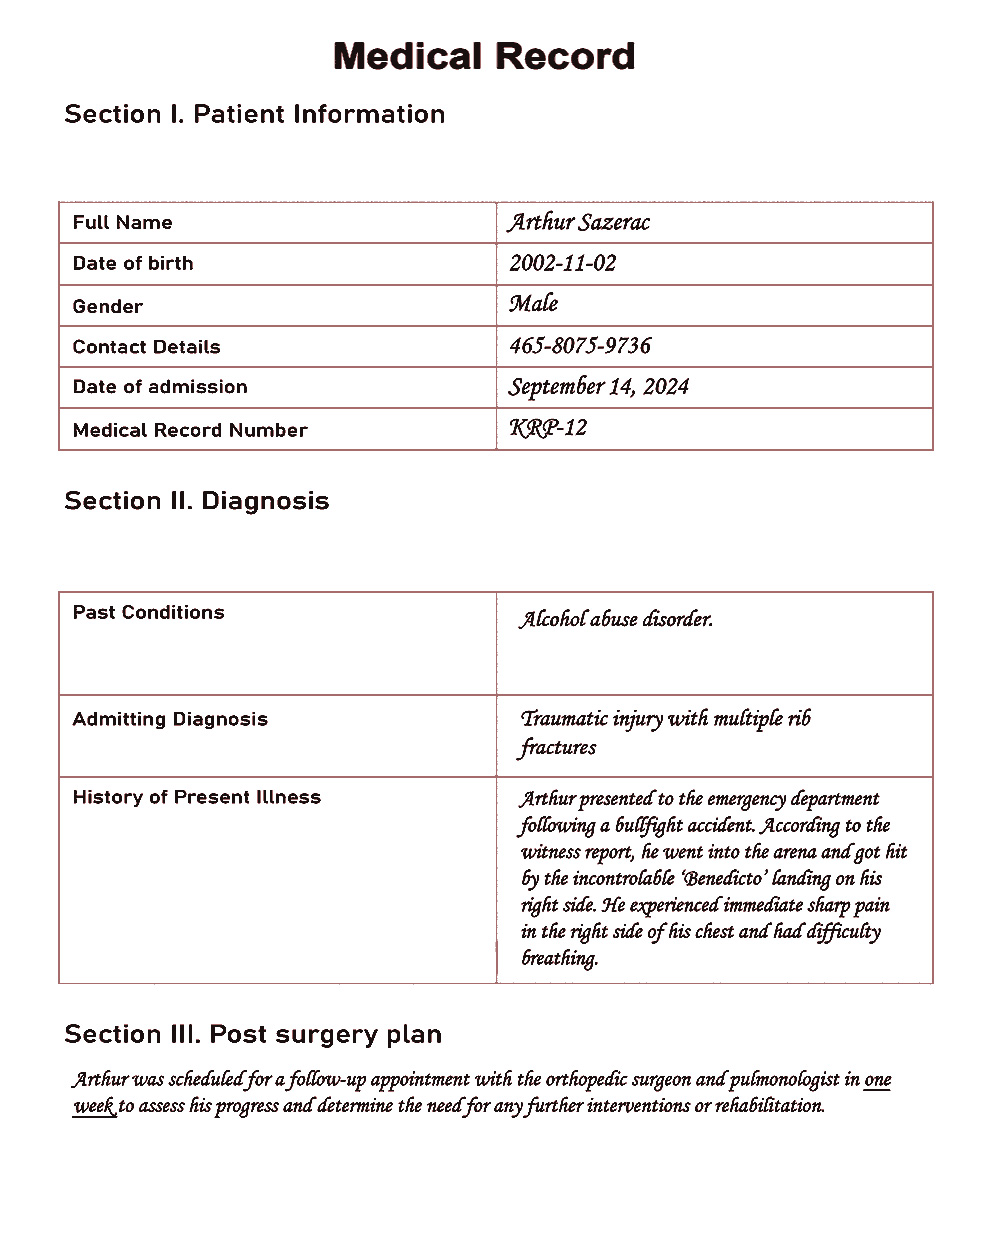 Medical Record
Section I. Patient Information
Full Name Arthur Sazerac
Date of birth 2002-11-02
Gender Male
Contact Details 465-8075-9736
Date of admission September 14, 2024
Medical Record Number KRP-12
Section II. Diagnosis
Past Conditions Alcohol abuse disorder.
Admitting Diagnosis Traumatic injury with multiple rib
fractures
History of Present Illness Arthur presented to the emergency department
following a bullfight accident. According to the
witness report, he went into the arena and got hit
by the incontrolable ‘Benedicto’ landing on his
right side. He experienced immediate sharp pain
in the right side of his chest and had difficulty
breathing.
Section III. Post surgery plan
Arthur was scheduled for a follow-up appointment with the orthopedic surgeon and pulmonologist in one
week to assess his progress and determine the need for any further interventions or rehabilitation.